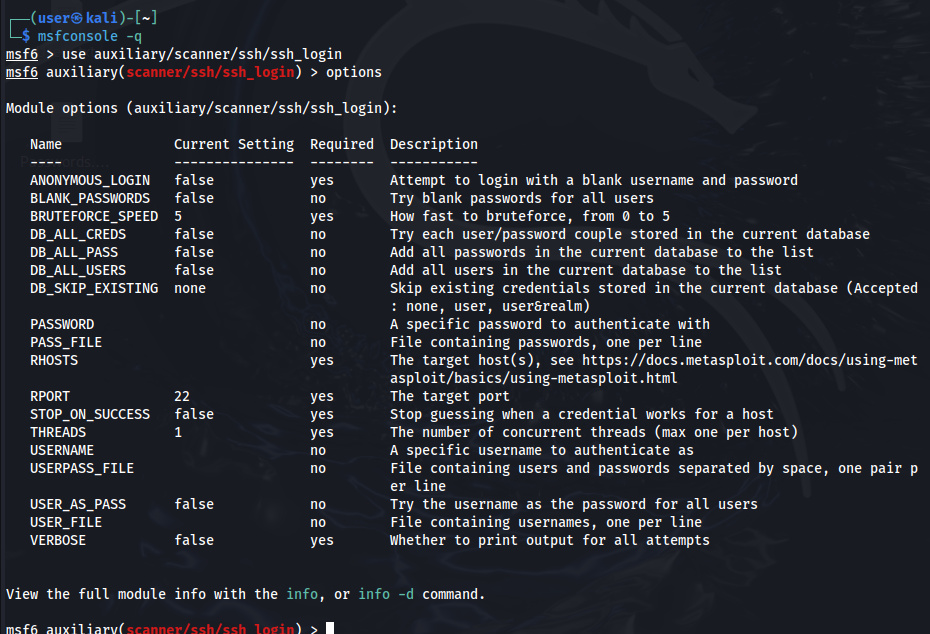 ┌──(user㉿kali)-[~]
└─$ msfconsole -q
msf6 > use auxiliary/scanner/ssh/ssh_login
msf6 auxiliary(scanner/ssh/ssh_login) > options
Module options (auxiliary/scanner/ssh/ssh_login):
Name Current Setting Required Description
---- --------------- -------- -----------
ANONYMOUS_LOGIN false yes Attempt to login with a blank username and password
BLANK_PASSWORDS false no Try blank passwords for all users
BRUTEFORCE_SPEED 5 yes How fast to bruteforce, from 0 to 5
DB_ALL_CREDS false no Try each user/password couple stored in the current database
DB_ALL_PASS false no Add all passwords in the current database to the list
DB_ALL_USERS false no Add all users in the current database to the list
DB_SKIP_EXISTING none no Skip existing credentials stored in the current database (Accepted
: none, user, user&realm)
PASSWORD no A specific password to authenticate with
PASS_FILE no File containing passwords, one per line
RHOSTS yes The target host(s), see https://docs.metasploit.com/docs/using-met
asploit/basics/using-metasploit.html
RPORT 22 yes The target port
STOP_ON_SUCCESS false yes Stop guessing when a credential works for a host
THREADS 1 yes The number of concurrent threads (max one per host)
USERNAME no A specific username to authenticate as
USERPASS_FILE no File containing users and passwords separated by space, one pair p
er line
USER_AS_PASS false no Try the username as the password for all users
USER_FILE no File containing usernames, one per line
VERBOSE false yes Whether to print output for all attempts
View the full module info with the info, or info -d command.
msf6 auxiliary(scanner/ssh/ssh_login) >